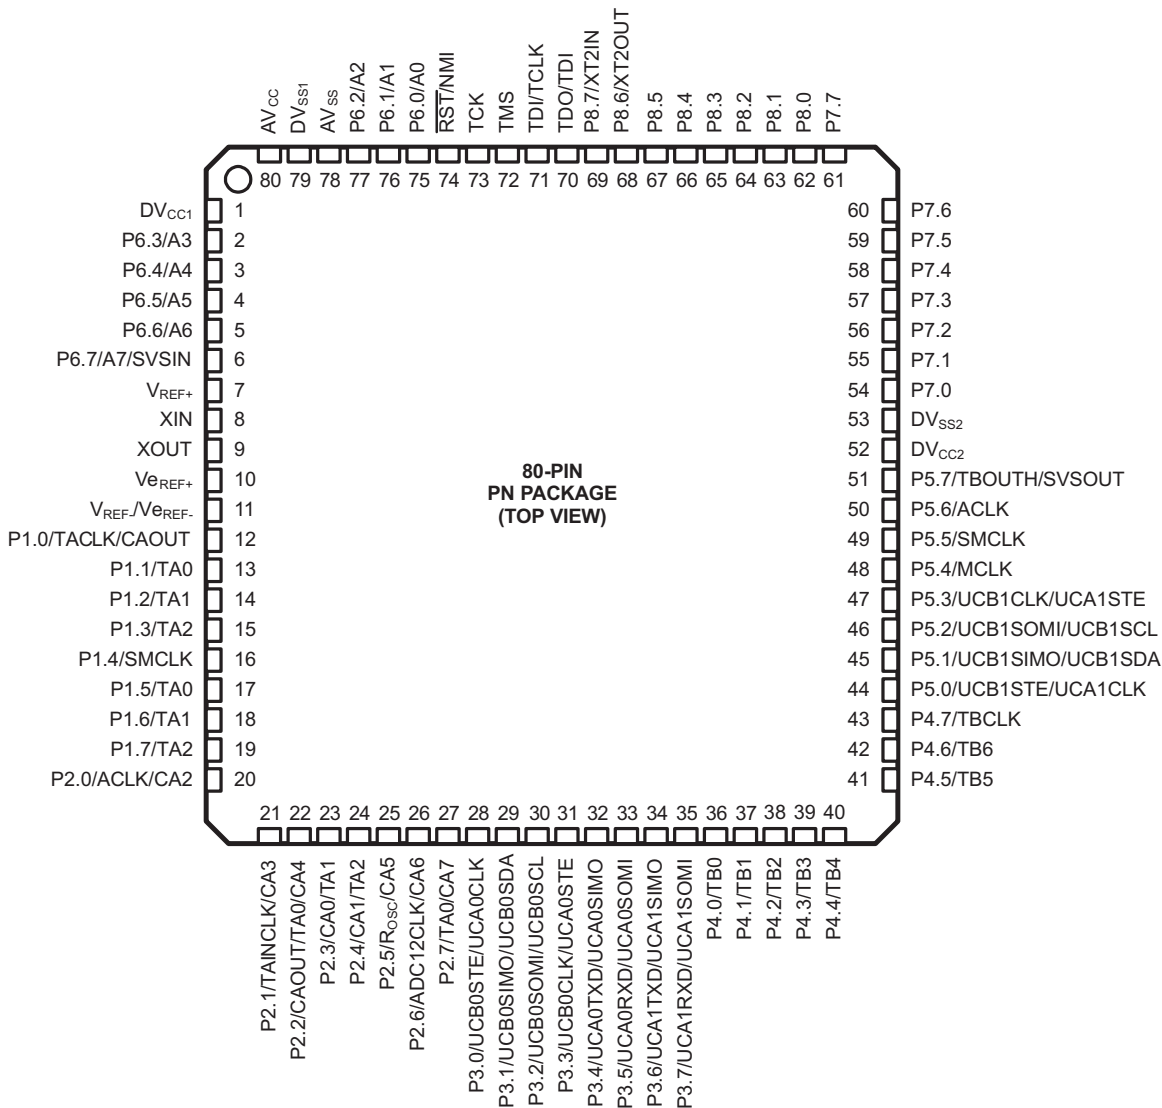 AVCC
DVSS1
AVSS
P6.2/A2
P6.1/A1
P6.0/A0
RST/NMI
TCK
TMS
TDI/TCLK
TDO/TDI
P8.7/XT2IN
P8.6/XT2OUT
P8.5
P8.4
P8.3
P8.2
P8.1
P8.0
P7.7
80 79 78 77 76 75 74 73 72 71 70 69 68 67 66 65 64 63 62 61
DVCC1 1
P6.3/A3 2
P6.4/A4 3
P6.5/A5 4
P6.6/A6 5
P6.7/A7/SVSIN 6
VREF+ 7
XIN 8
XOUT 9
VeREF+ 10
VREF-/VeREF- 11
P1.0/TACLK/CAOUT 12
P1.1/TA0 13
P1.2/TA1 14
P1.3/TA2 15
P1.4/SMCLK 16
P1.5/TA0 17
P1.6/TA1 18
P1.7/TA2 19
P2.0/ACLK/CA2 20
80-PIN
PN PACKAGE
(TOP VIEW)
60 P7.6
59 P7.5
58 P7.4
57 P7.3
56 P7.2
55 P7.1
54 P7.0
53 DVSS2
52 DVCC2
51 P5.7/TBOUTH/SVSOUT
50 P5.6/ACLK
49 P5.5/SMCLK
48 P5.4/MCLK
47 P5.3/UCB1CLK/UCA1STE
46 P5.2/UCB1SOMI/UCB1SCL
45 P5.1/UCB1SIMO/UCB1SDA
44 P5.0/UCB1STE/UCA1CLK
43 P4.7/TBCLK
42 P4.6/TB6
41 P4.5/TB5
21 22 23 24 25 26 27 28 29 30 31 32 33 34 35 36 37 38 39 40
P2.1/TAINCLK/CA3
P2.2/CAOUT/TA0/CA4
P2.3/CA0/TA1
P2.4/CA1/TA2
P2.5/ROSC/CA5
P2.6/ADC12CLK/CA6
P2.7/TA0/CA7
P3.0/UCB0STE/UCA0CLK
P3.1/UCB0SIMO/UCB0SDA
P3.2/UCB0SOMI/UCB0SCL
P3.3/UCB0CLK/UCA0STE
P3.4/UCA0TXD/UCA0SIMO
P3.5/UCA0RXD/UCA0SOMI
P3.6/UCA1TXD/UCA1SIMO
P3.7/UCA1RXD/UCA1SOMI
P4.0/TB0
P4.1/TB1
P4.2/TB2
P4.3/TB3
P4.4/TB4